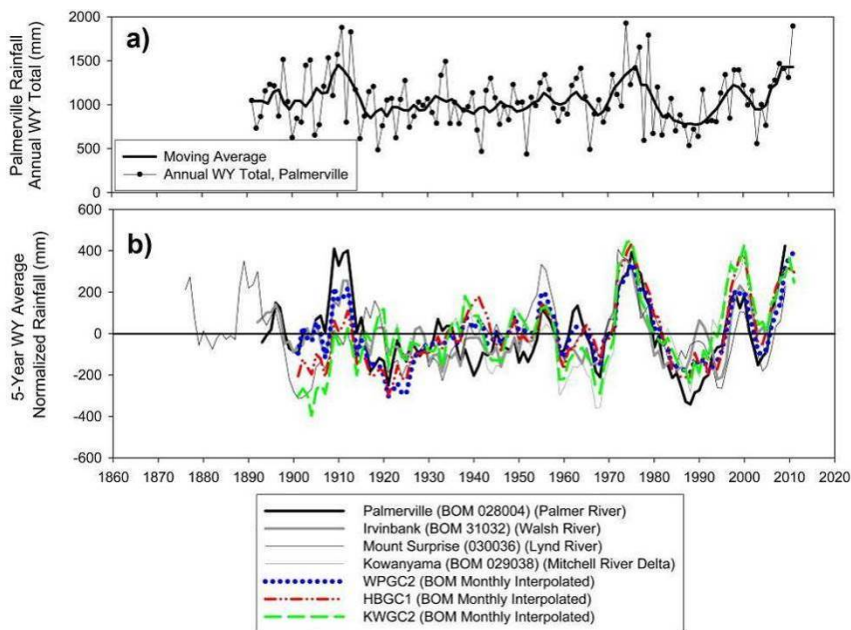 Palmerville Rainfall
Annual WY Total (mm)
2000
1500
1000
500
0
a)
Moving Average
Annual WY Total, Palmerville
5-Year WY Average
Normalized Rainfall (mm)
600
400
200
0
-200
-400
-600
b)
1860 1870 1880 1890 1900 1910 1920 1930 1940 1950 1960 1970 1980 1990 2000 2010 2020
Palmerville (BOM 028004) (Palmer River)
Irvinbank (BOM 31032) (Walsh River)
Mount Surprise (030036) (Lynd River)
Kowanyama (BOM 029038) (Mitchell River Delta)
WPGC2 (BOM Monthly Interpolated)
HBGC1 (BOM Monthly Interpolated)
KWGC2 (BOM Monthly Interpolated)